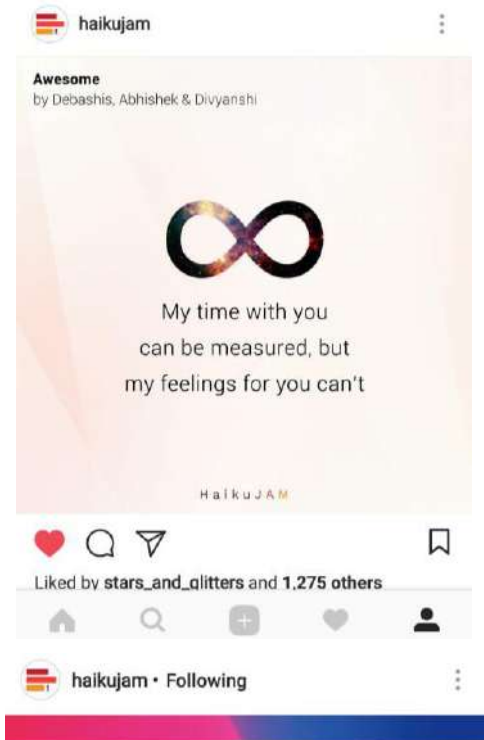 haikujam
Awesome
by Debashis, Abhishek & Divyanshi
My time with you
can be measured, but
my feelings for you can't
HaikuJAM
Liked by stars_and_glitters and 1,275 others
haikujam • Following